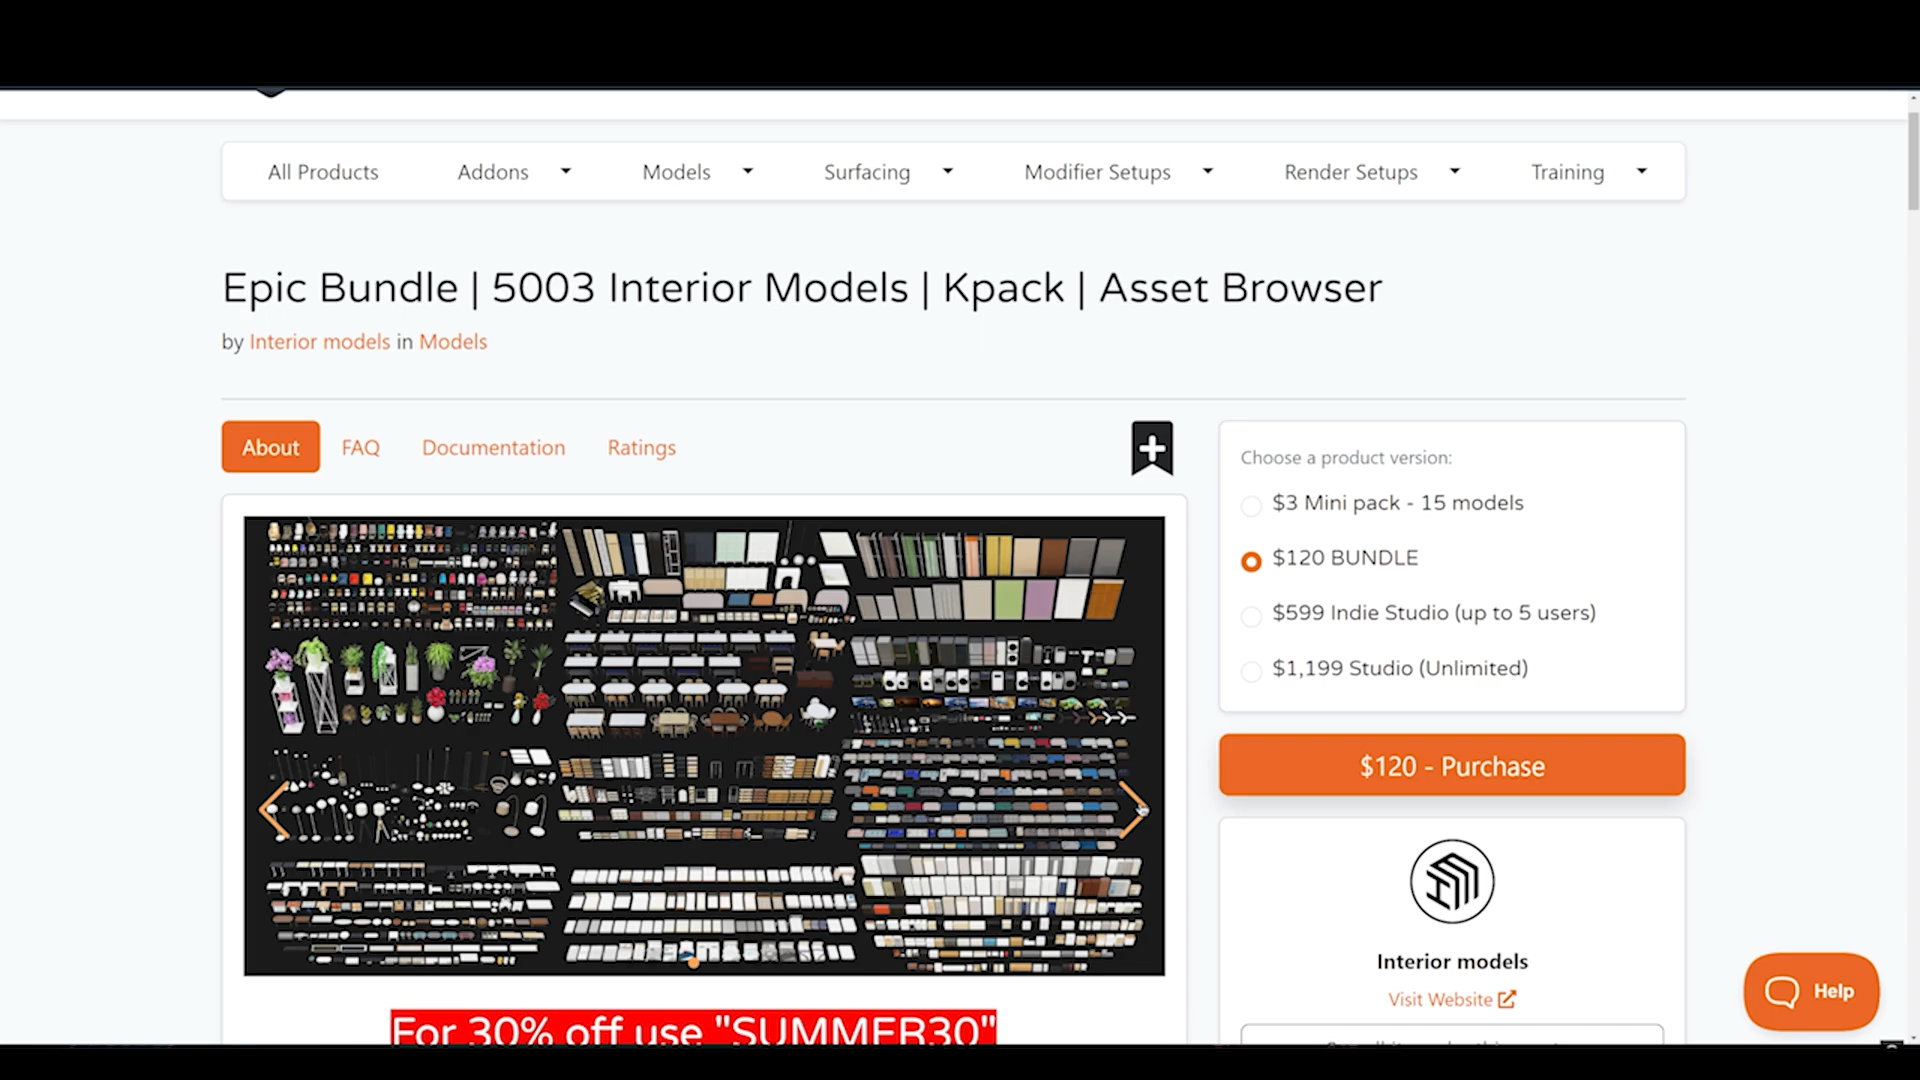 All Products Addons Models Surfacing Modifier Setups Render Setups Training
Epic Bundle | 5003 Interior Models | Kpack | Asset Browser
by Interior models in Models
About FAQ Documentation Ratings
Choose a product version:
$3 Mini pack - 15 models
$120 BUNDLE
$599 Indie Studio (up to 5 users)
$1,199 Studio (Unlimited)
$120 - Purchase
Interior models
Visit Website
Help
For 30% off use "SUMMER30"